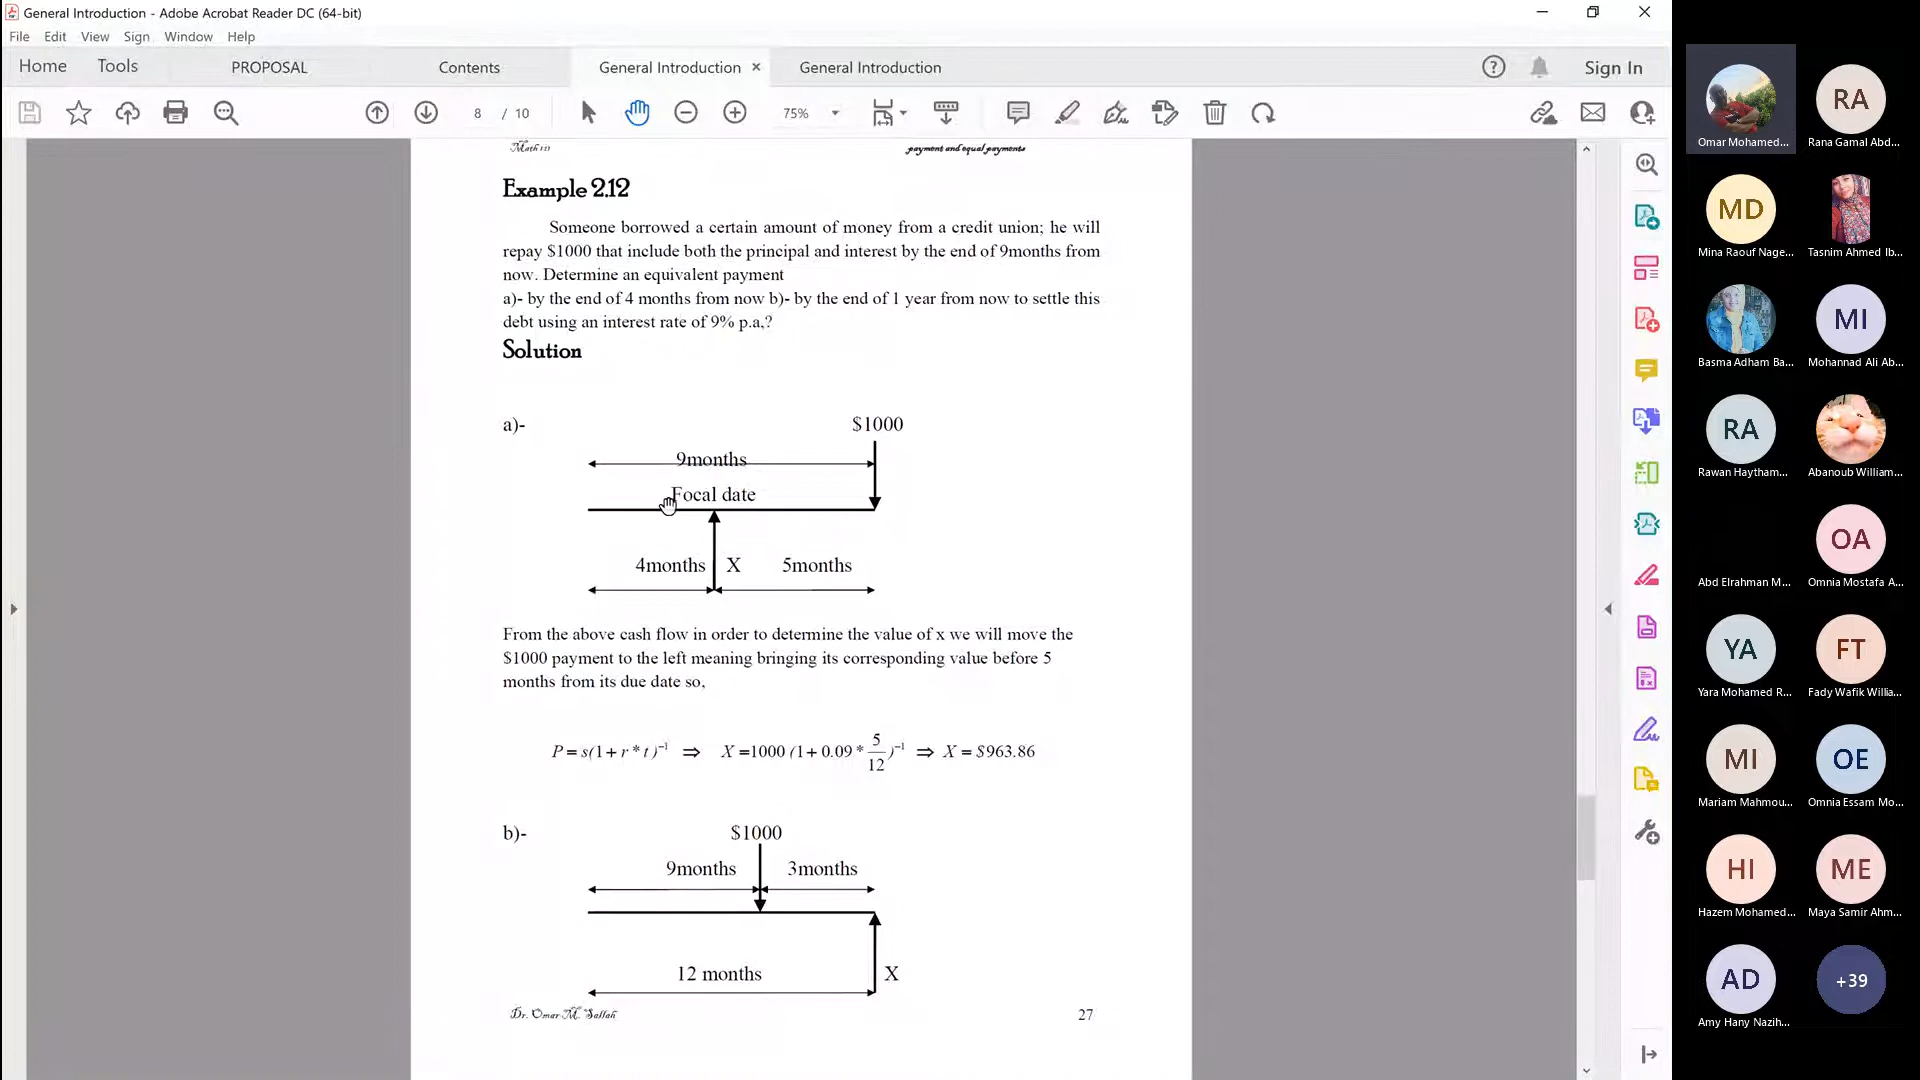 General Introduction - Adobe Acrobat Reader DC (64-bit)
File Edit View Sign Window Help
Home Tools PROPOSAL Contents General Introduction × General Introduction Sign In
8 / 10 75%
Math 111 payment and equal payments
Example 2.12
Someone borrowed a certain amount of money from a credit union; he will
repay $1000 that include both the principal and interest by the end of 9months from
now. Determine an equivalent payment
a)- by the end of 4 months from now b)- by the end of 1 year from now to settle this
debt using an interest rate of 9% p.a,?
Solution
a)- $1000
9months
Focal date
4months X 5months
From the above cash flow in order to determine the value of x we will move the
$1000 payment to the left meaning bringing its corresponding value before 5
months from its due date so,
P = s(1 + r * t)⁻¹ ⇒ X =1000 (1 + 0.09 * 5/12)⁻¹ ⇒ X = $963.86
b)- $1000
9months 3months
12 months X
Dr. Omar M. Sallah 27
Omar Mohamed...
RA
Rana Gamal Abd...
MD
Mina Raouf Nage...
Tasnim Ahmed Ib...
Basma Adham Ba...
MI
Mohannad Ali Ab...
RA
Rawan Haytham...
Abanoub William...
Abd Elrahman M...
OA
Omnia Mostafa A...
YA
Yara Mohamed R...
FT
Fady Wafik Willia...
MI
Mariam Mahmou...
OE
Omnia Essam Mo...
HI
Hazem Mohamed...
ME
Maya Samir Ahm...
AD
Amy Hany Nazih...
+39